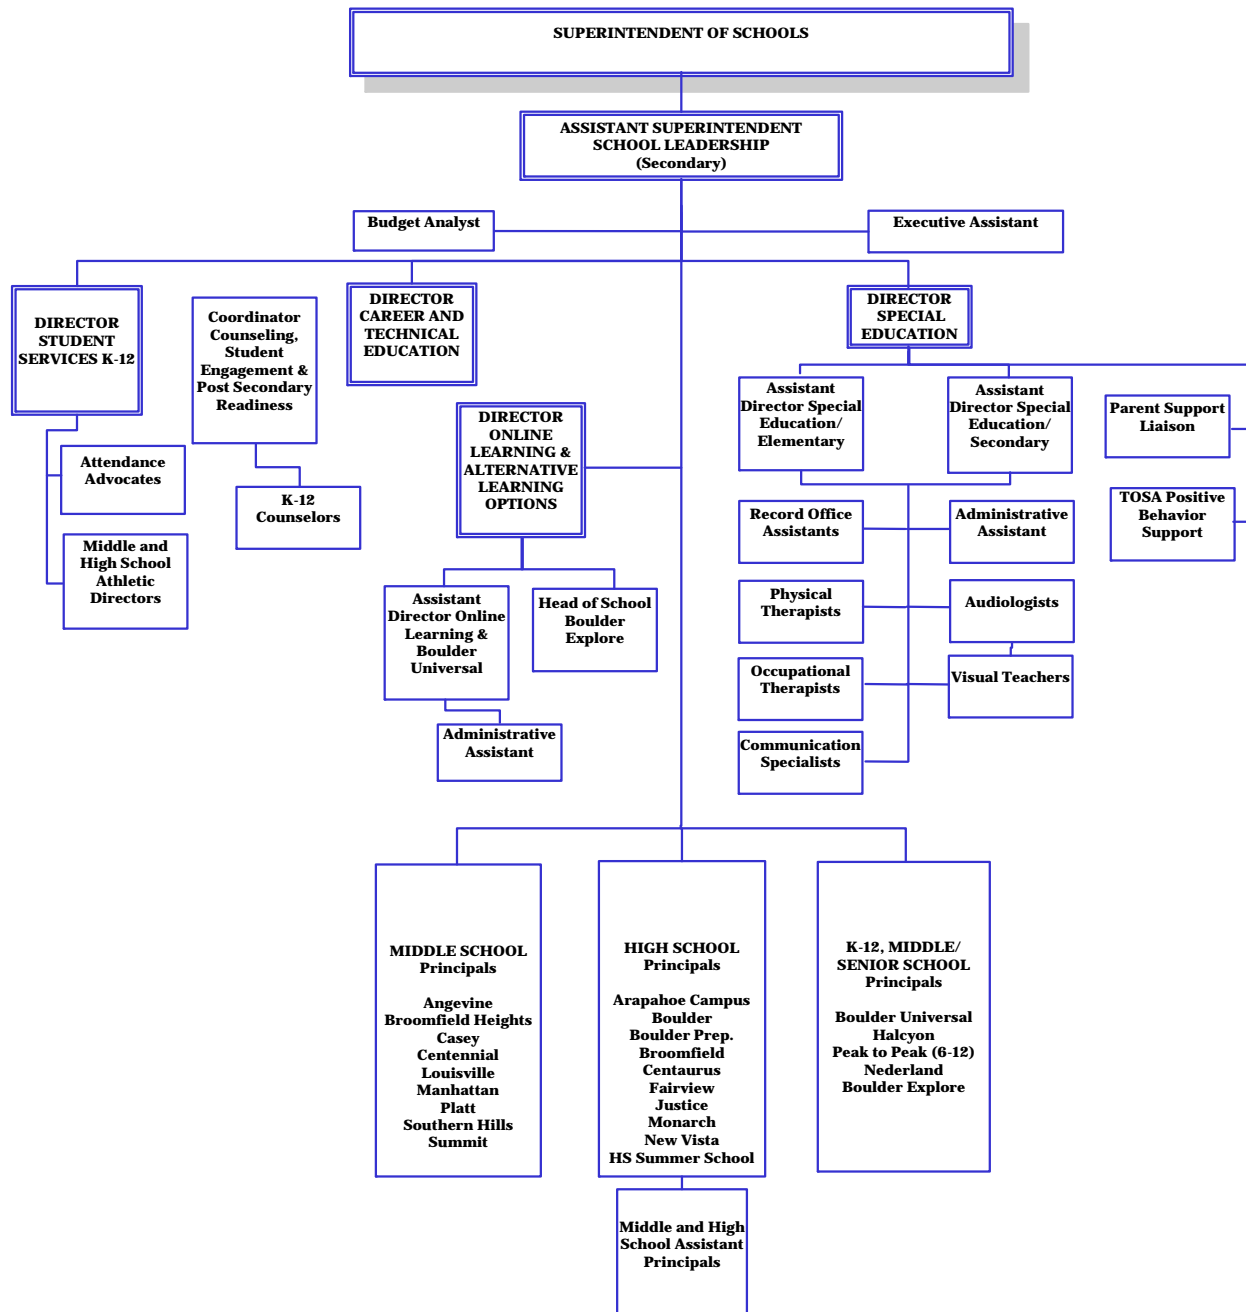 SUPERINTENDENT OF SCHOOLS
ASSISTANT SUPERINTENDENT
SCHOOL LEADERSHIP
(Secondary)
Budget Analyst
Executive Assistant
DIRECTOR
STUDENT
SERVICES K-12
Coordinator
Counseling,
Student
Engagement &
Post Secondary
Readiness
DIRECTOR
CAREER AND
TECHNICAL
EDUCATION
DIRECTOR
SPECIAL
EDUCATION
Attendance
Advocates
Middle and
High School
Athletic
Directors
K-12
Counselors
DIRECTOR
ONLINE
LEARNING &
ALTERNATIVE
LEARNING
OPTIONS
Assistant
Director Online
Learning &
Boulder
Universal
Head of School
Boulder
Explore
Administrative
Assistant
Assistant
Director Special
Education/
Elementary
Assistant
Director Special
Education/
Secondary
Parent Support
Liaison
TOSA Positive
Behavior
Support
Record Office
Assistants
Administrative
Assistant
Physical
Therapists
Audiologists
Occupational
Therapists
Visual Teachers
Communication
Specialists
MIDDLE SCHOOL
Principals
Angevine
Broomfield Heights
Casey
Centennial
Louisville
Manhattan
Platt
Southern Hills
Summit
HIGH SCHOOL
Principals
Arapahoe Campus
Boulder
Boulder Prep.
Broomfield
Centaurus
Fairview
Justice
Monarch
New Vista
HS Summer School
K-12, MIDDLE/
SENIOR SCHOOL
Principals
Boulder Universal
Halcyon
Peak to Peak (6-12)
Nederland
Boulder Explore
Middle and High
School Assistant
Principals